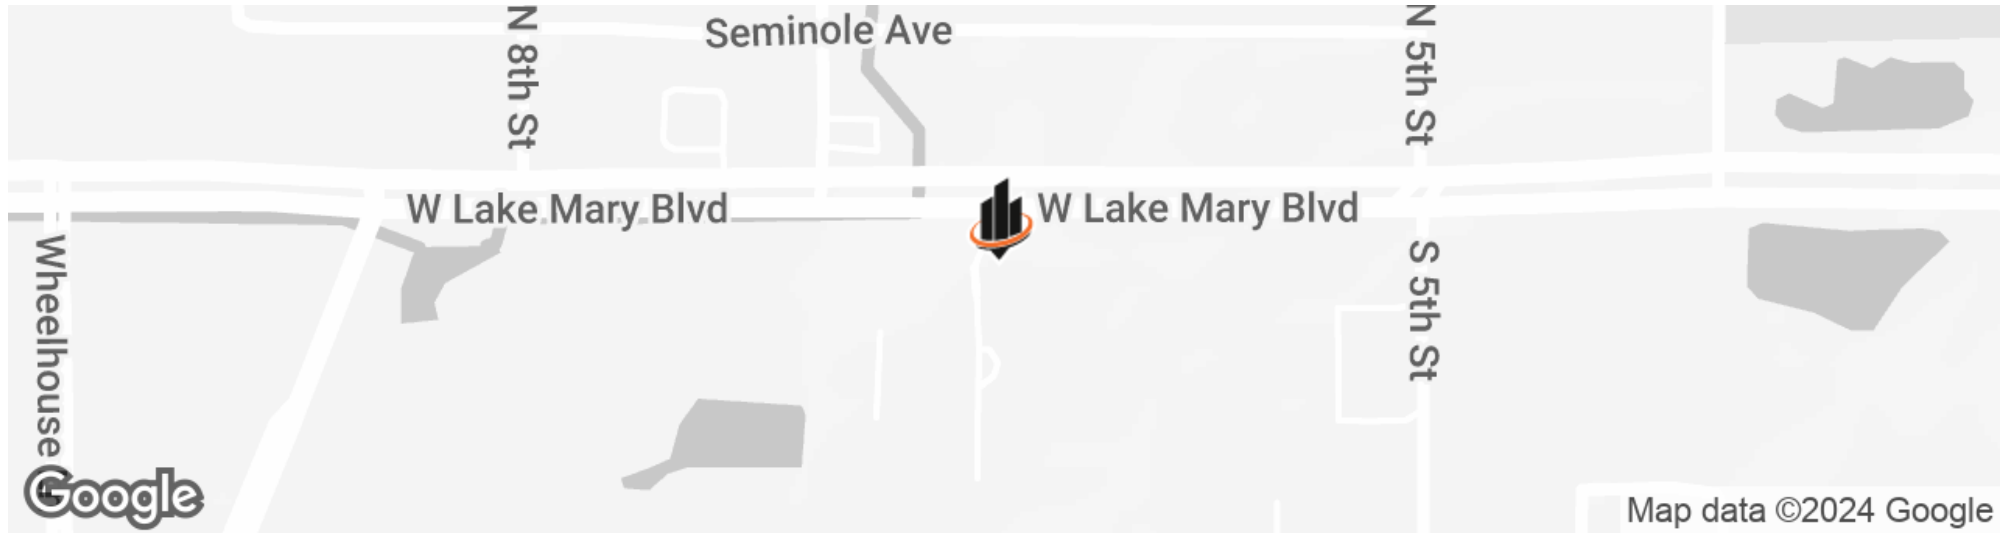 Seminole Ave
N 8th St
N 5th St
W Lake Mary Blvd
W Lake Mary Blvd
Wheelhouse
S 5th St
Google
Map data ©2024 Google